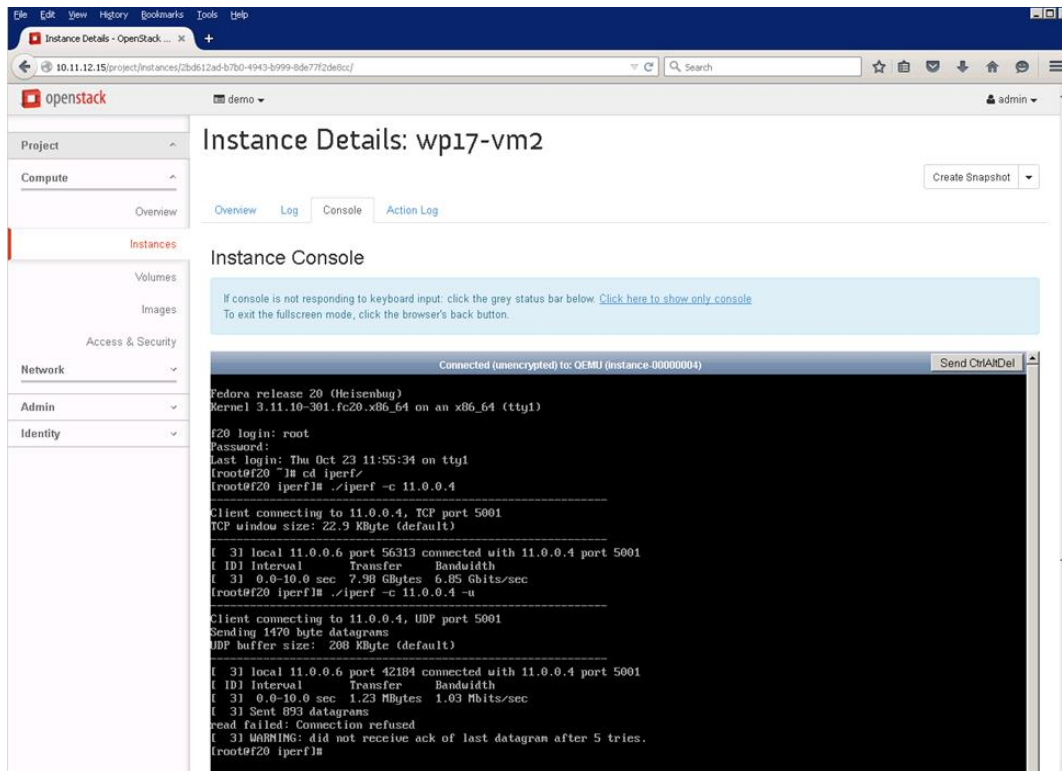 File Edit View History Bookmarks Tools Help
Instance Details - OpenStack ... × +
10.11.12.15/project/instances/2bd612ad-b7b0-4943-b999-8de77f2de8cc/ Search
openstack demo admin
Project
Compute
Overview
Instances
Volumes
Images
Access & Security
Network
Admin
Identity
Instance Details: wp17-vm2
Create Snapshot
Overview Log Console Action Log
Instance Console
If console is not responding to keyboard input: click the grey status bar below. Click here to show only console
To exit the fullscreen mode, click the browser's back button.
Connected (unencrypted) to: QEMU (instance-00000004) Send CtrlAltDel
Fedora release 20 (Heisenbug)
Kernel 3.11.10-301.fc20.x86_64 on an x86_64 (tty1)
f20 login: root
Password:
Last login: Thu Oct 23 11:55:34 on tty1
[root@f20 ~]# cd iperf/
[root@f20 iperf]# ./iperf -c 11.0.0.4
------------------------------------------------------------
Client connecting to 11.0.0.4, TCP port 5001
TCP window size: 22.9 KByte (default)
------------------------------------------------------------
[  3] local 11.0.0.6 port 56313 connected with 11.0.0.4 port 5001
[ ID] Interval       Transfer     Bandwidth
[  3]  0.0-10.0 sec  7.98 GBytes  6.85 Gbits/sec
[root@f20 iperf]# ./iperf -c 11.0.0.4 -u
------------------------------------------------------------
Client connecting to 11.0.0.4, UDP port 5001
Sending 1470 byte datagrams
UDP buffer size:  208 KByte (default)
------------------------------------------------------------
[  3] local 11.0.0.6 port 42184 connected with 11.0.0.4 port 5001
[ ID] Interval       Transfer     Bandwidth
[  3]  0.0-10.0 sec  1.23 MBytes  1.03 Mbits/sec
[  3] Sent 893 datagrams
read failed: Connection refused
[  3] WARNING: did not receive ack of last datagram after 5 tries.
[root@f20 iperf]#